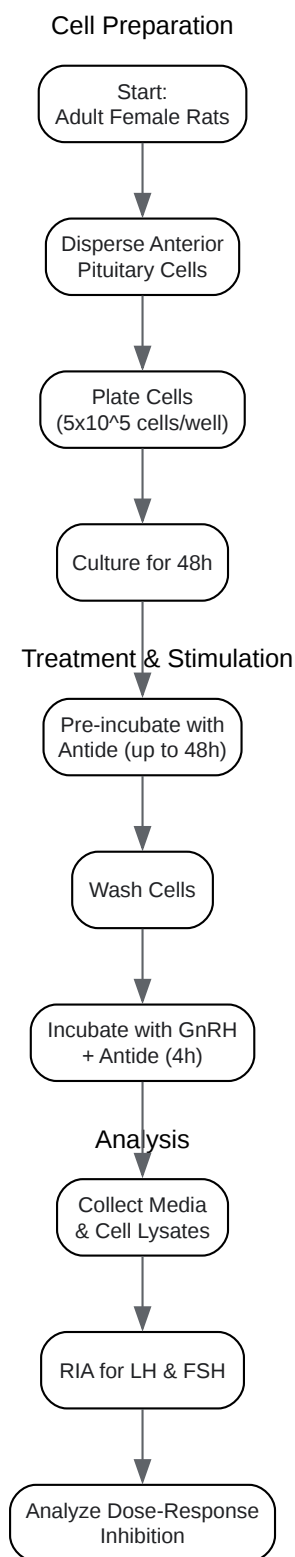 Cell Preparation
Start:
Adult Female Rats
Disperse Anterior
Pituitary Cells
Plate Cells
(5x10^5 cells/well)
Culture for 48h
Treatment & Stimulation
Pre-incubate with
Antide (up to 48h)
Wash Cells
Incubate with GnRH
+ Antide (4h)
Analysis
Collect Media
& Cell Lysates
RIA for LH & FSH
Analyze Dose-Response
Inhibition